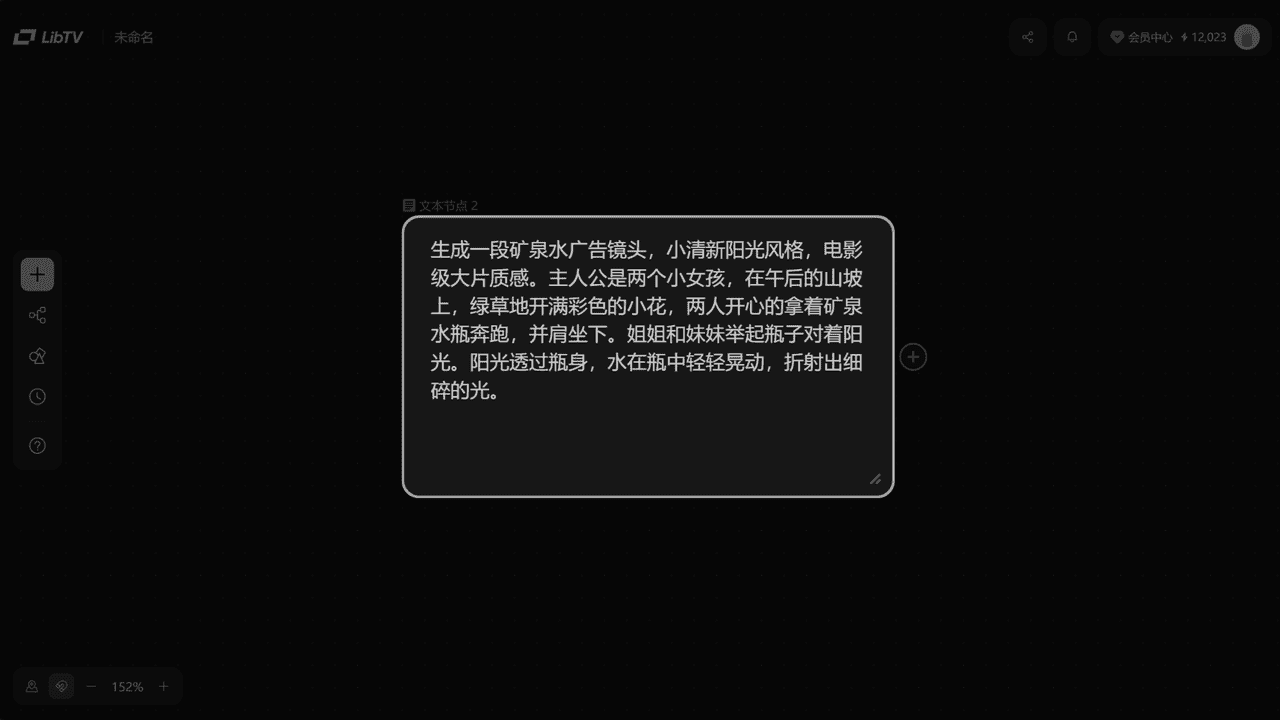 LibTV
未命名
会员中心
12,023
文本节点 2
生成一段矿泉水广告镜头，小清新阳光风格，电影
级大片质感。主人公是两个小女孩，在午后的山坡
上，绿草地开满彩色的小花，两人开心的拿着矿泉
水瓶奔跑，并肩坐下。姐姐和妹妹举起瓶子对着阳
光。阳光透过瓶身，水在瓶中轻轻晃动，折射出细
碎的光。
152%